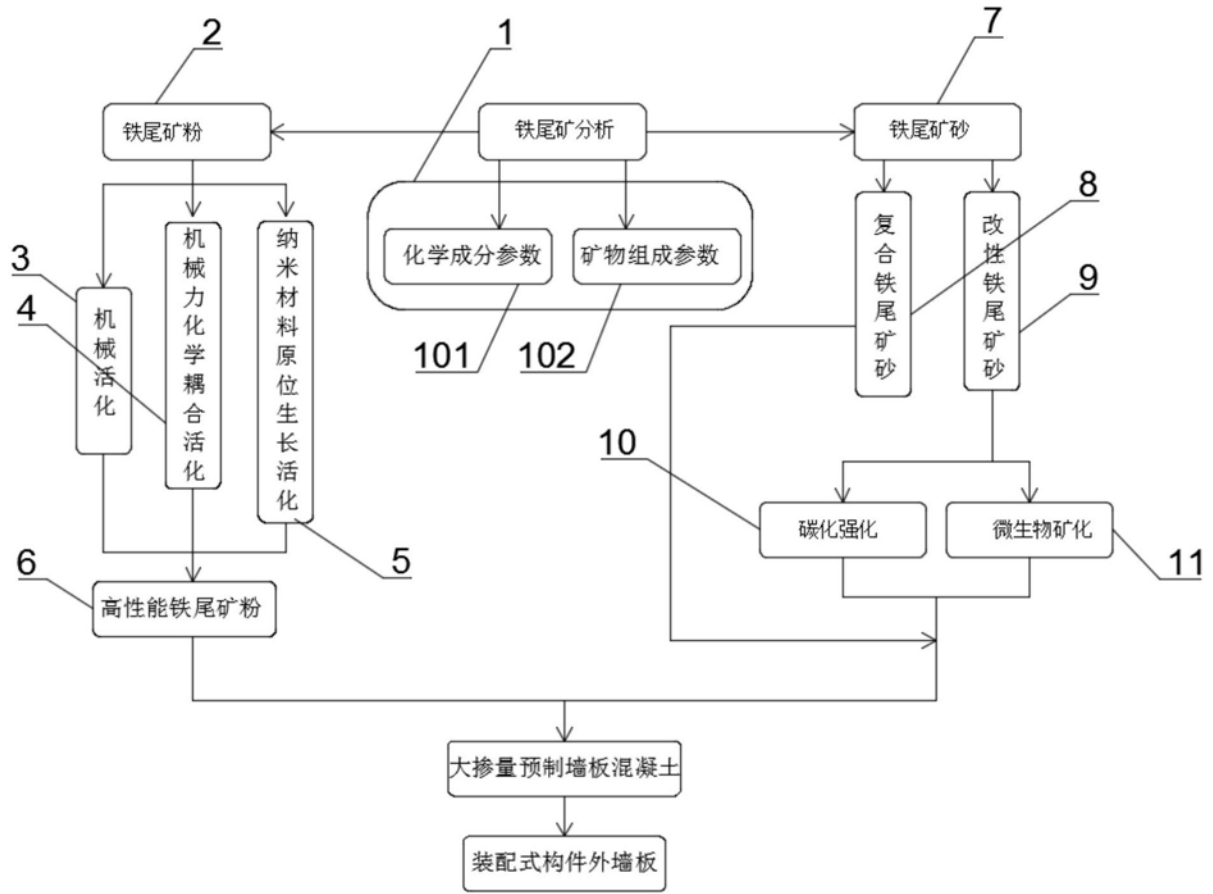 2
1
7
铁尾矿粉
铁尾矿分析
铁尾矿砂
8
化学成分参数
矿物组成参数
复合铁尾矿砂
改性铁尾矿砂
3
机械活化
4
机械力化学耦合活化
纳米材料原位生长活化
9
101
102
10
碳化强化
微生物矿化
5
11
6
高性能铁尾矿粉
大掺量预制墙板混凝土
装配式构件外墙板